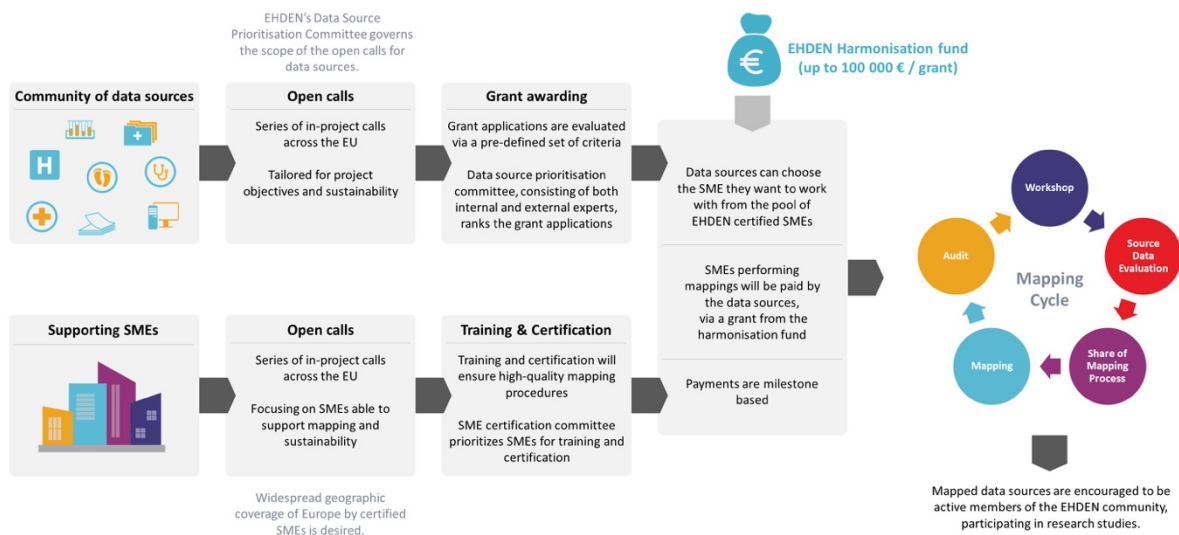 EHDEN's Data Source
Prioritisation Committee governs
the scope of the open calls for
data sources.
EHDEN Harmonisation fund
(up to 100 000 € / grant)
€
Community of data sources
H
Open calls
Series of in-project calls
across the EU
Tailored for project
objectives and sustainability
Grant awarding
Grant applications are evaluated
via a pre-defined set of criteria
Data source prioritisation
committee, consisting of both
internal and external experts,
ranks the grant applications
Supporting SMEs
Open calls
Series of in-project calls
across the EU
Focusing on SMEs able to
support mapping and
sustainability
Widespread geographic
coverage of Europe by certified
SMEs is desired.
Training & Certification
Training and certification will
ensure high-quality mapping
procedures
SME certification committee
prioritizes SMEs for training and
certification
Data sources can choose
the SME they want to work
with from the pool of
EHDEN certified SMEs
SMEs performing
mappings will be paid by
the data sources,
via a grant from the
harmonisation fund
Payments are milestone
based
Workshop
Source
Data
Evaluation
Share of
Mapping
Process
Mapping
Audit
Mapping
Cycle
Mapped data sources are encouraged to be
active members of the EHDEN community,
participating in research studies.